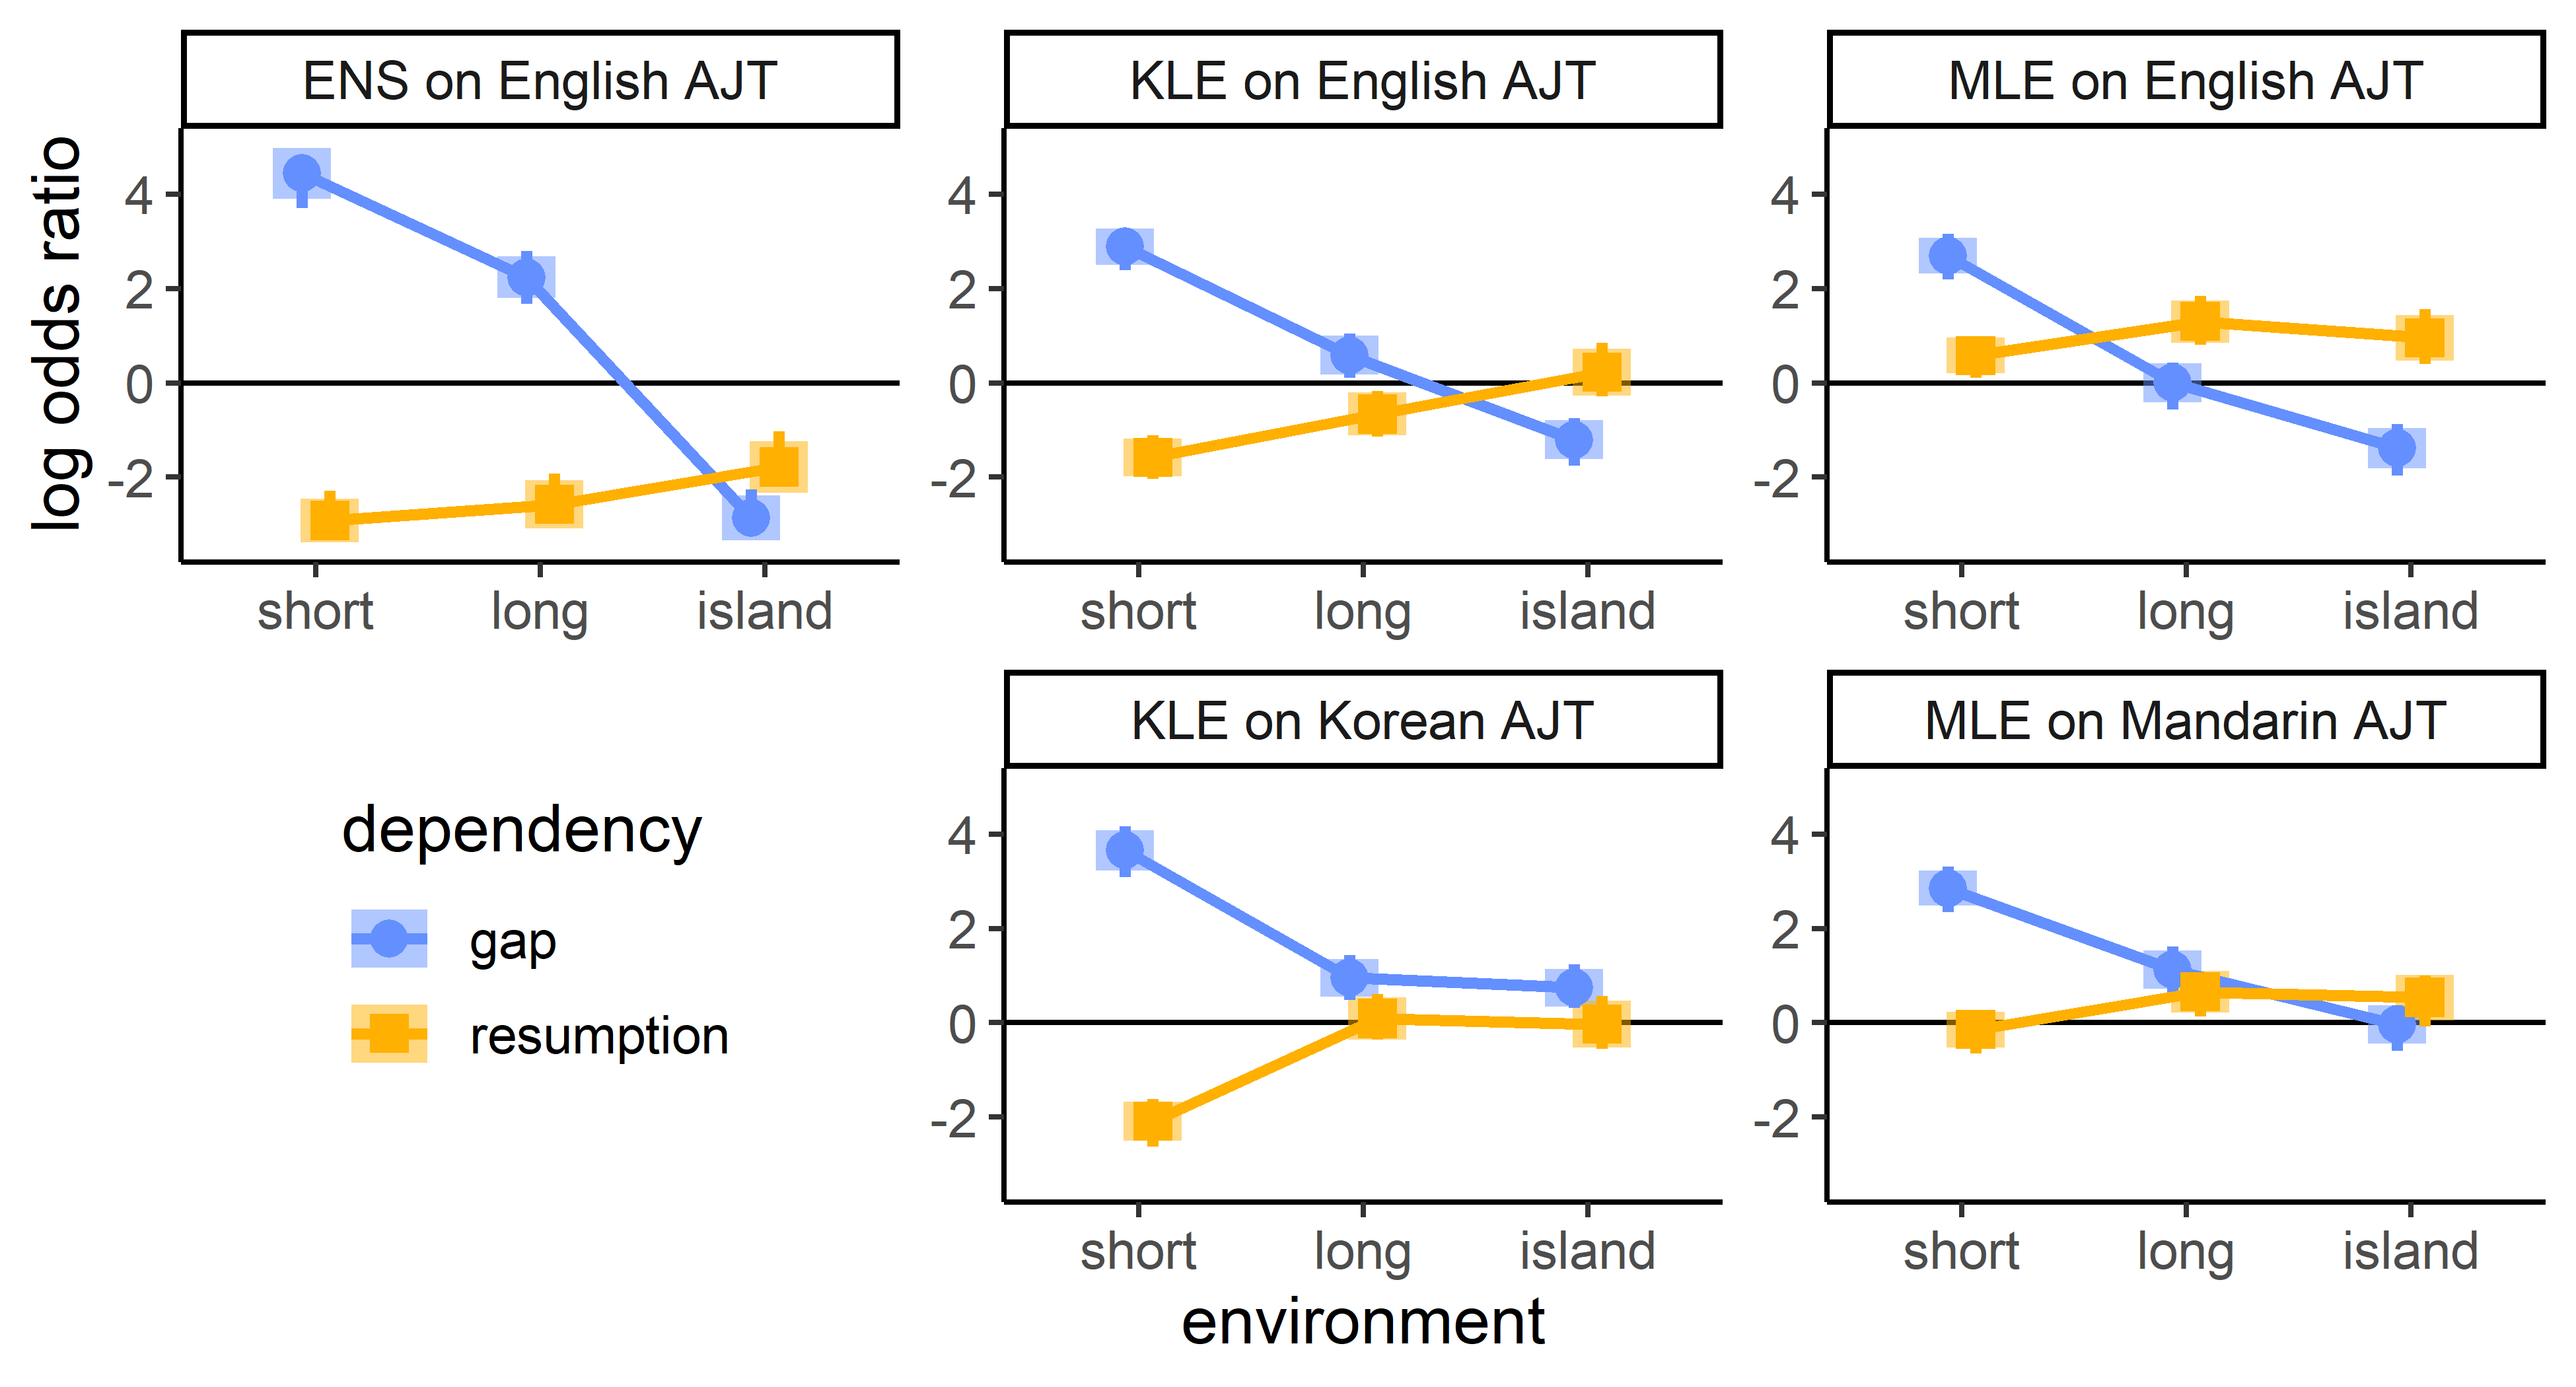 ENS on English AJT
KLE on English AJT
MLE on English AJT
log odds ratio
4
2
0
-2
4
2
0
-2
4
2
0
-2
short long island
short long island
short long island
KLE on Korean AJT
MLE on Mandarin AJT
dependency
gap
resumption
4
2
0
-2
4
2
0
-2
short long island
short long island
environment